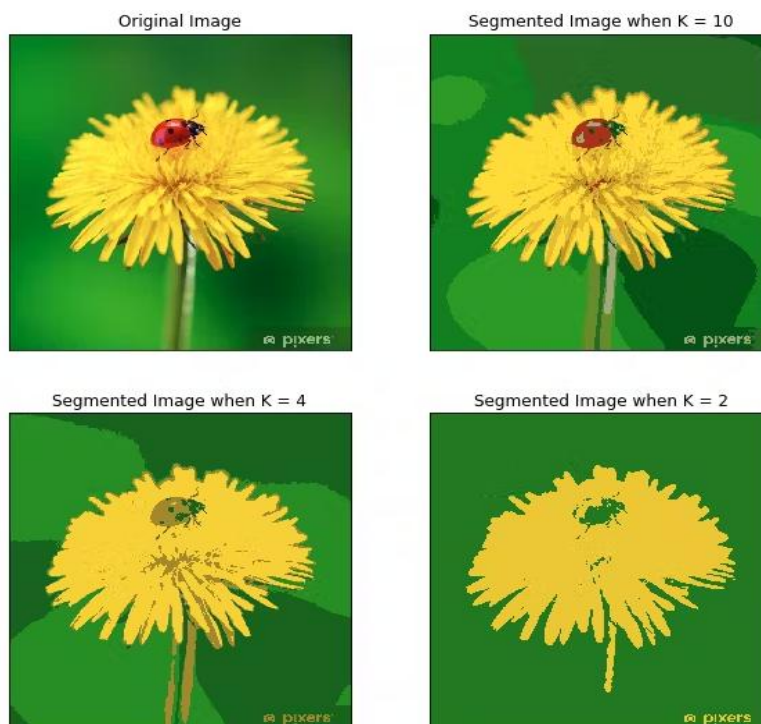 Original Image
Segmented Image when K = 10
@ pixers
@ pixers
Segmented Image when K = 4
Segmented Image when K = 2
@ pixers
@ pixers